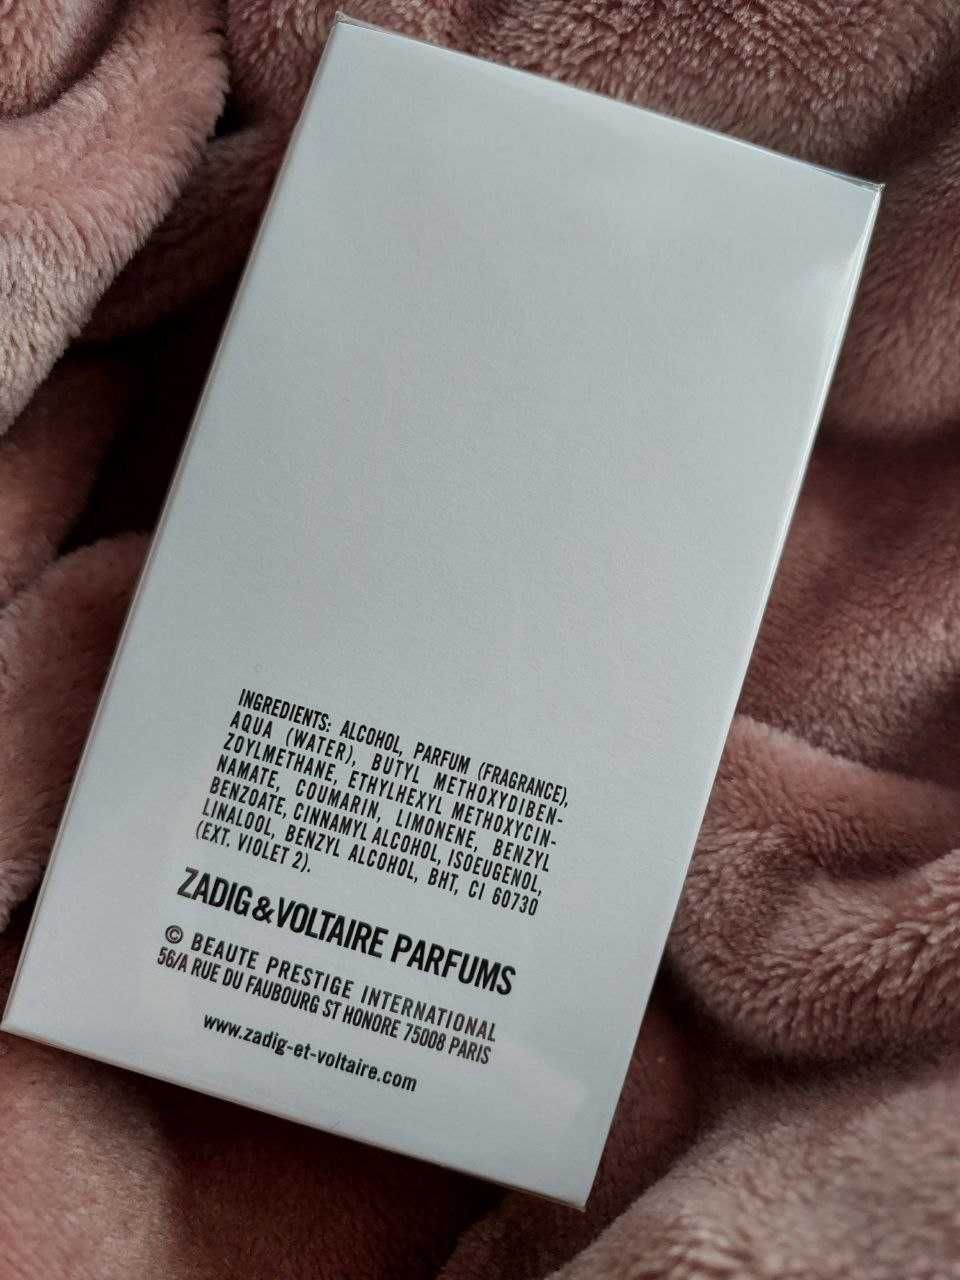 INGREDIENTS: ALCOHOL, PARFUM (FRAGRANCE),
AQUA (WATER), BUTYL METHOXYDIBEN-
ZOYLMETHANE, ETHYLHEXYL METHOXYCIN-
NAMATE, COUMARIN, LIMONENE, BENZYL
BENZOATE, CINNAMYL ALCOHOL, ISOEUGENOL,
LINALOOL, BENZYL ALCOHOL, BHT, CI 60730
(EXT. VIOLET 2).
ZADIG&VOLTAIRE PARFUMS
© BEAUTE PRESTIGE INTERNATIONAL
56/A RUE DU FAUBOURG ST HONORE 75008 PARIS
www.zadig-et-voltaire.com